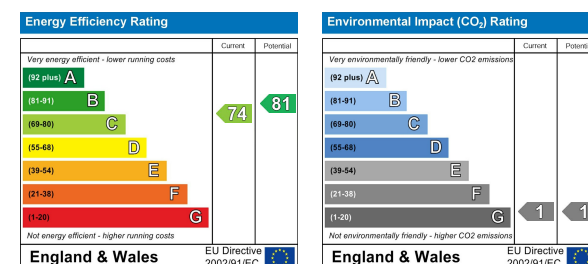 Energy Efficiency Rating
Current Potential
Very energy efficient - lower running costs
(92 plus) A
(81-91) B
(69-80) C
(55-68) D
(39-54) E
(21-38) F
(1-20) G
74
81
Not energy efficient - higher running costs
England & Wales
EU Directive
2002/91/EC
Environmental Impact (CO₂) Rating
Current Potential
Very environmentally friendly - lower CO2 emissions
(92 plus) A
(81-91) B
(69-80) C
(55-68) D
(39-54) E
(21-38) F
(1-20) G
1
1
Not environmentally friendly - higher CO2 emissions
England & Wales
EU Directive
2002/91/EC